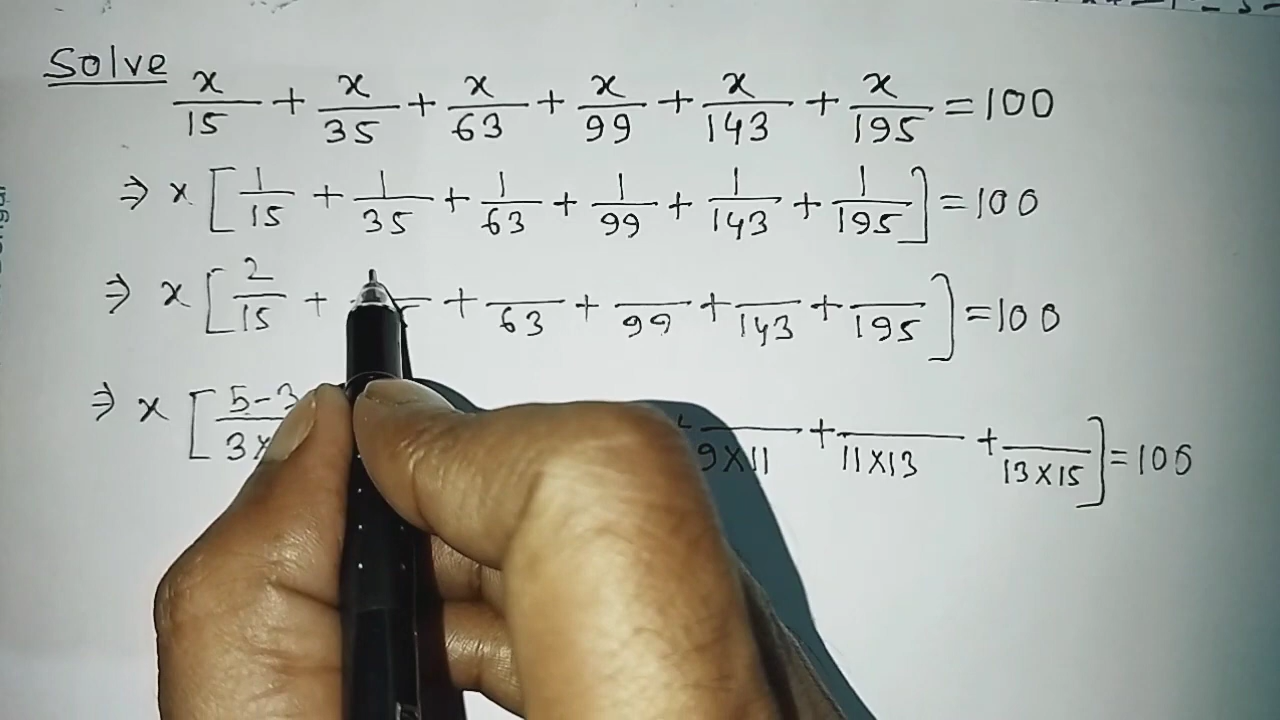 Solve x/15 + x/35 + x/63 + x/99 + x/143 + x/195 = 100
⇒ x [ 1/15 + 1/35 + 1/63 + 1/99 + 1/143 + 1/195 ] = 100
⇒ x [ 2/15 + + /63 + /99 + /143 + /195 ] = 100
⇒ x [ 5-3/3x /9×11 + /11×13 + /13×15 ] = 100